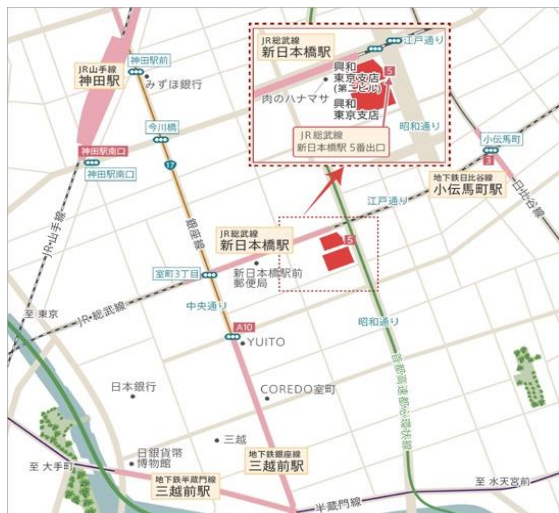 JR総武線
新日本橋駅
江戸通り
5
興和
東京支店
(第二ビル)
興和
東京支店
肉のハナマサ
JR総武線
新日本橋駅 5番出口
昭和通り
JR山手線
神田駅
神田駅前
みずほ銀行
今川橋
神田駅南口
神田駅南口
17
銀座線
小伝馬町
3
地下鉄日比谷線
小伝馬町駅
日比谷線
江戸通り
JR・山手線
JR総武線
新日本橋駅
5
室町3丁目
新日本橋駅前
郵便局
至 東京
JR・総武線
中央通り
昭和通り
A10
YUITO
首都高速都心環状線
日本銀行
COREDO室町
三越
日銀貨幣
博物館
地下鉄銀座線
三越前駅
至 大手町
地下鉄半蔵門線
三越前駅
半蔵門線
至 水天宮前